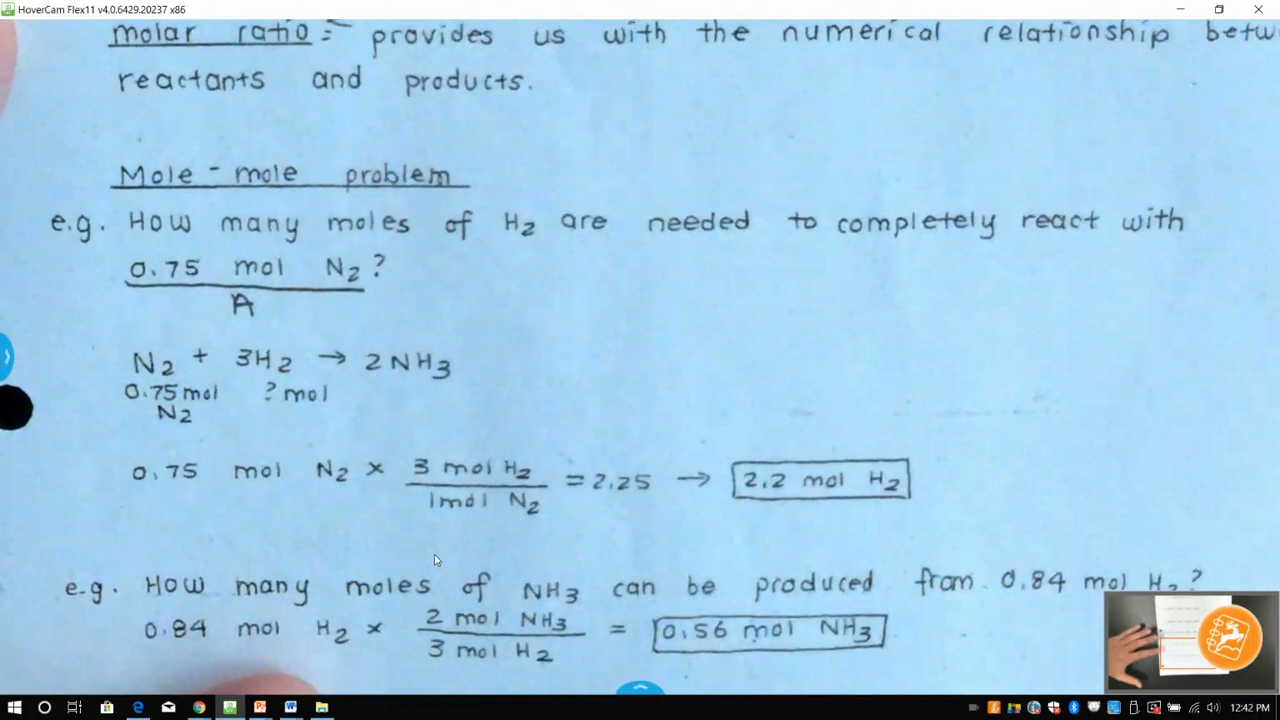 HoverCam Flex11 v4.0.6429.20237 x86
molar ratio = provides us with the numerical relationship betw
reactants and products.
Mole - mole problem
e.g. How many moles of H2 are needed to completely react with
0.75 mol N2?
A
N2 + 3H2 → 2NH3
0.75mol ? mol
N2
0.75 mol N2 × 3 mol H2 / 1mol N2 = 2.25 → 2.2 mol H2
e.g. How many moles of NH3 can be produced from 0.84 mol H2?
0.84 mol H2 × 2 mol NH3 / 3 mol H2 = 0.56 mol NH3
12:42 PM